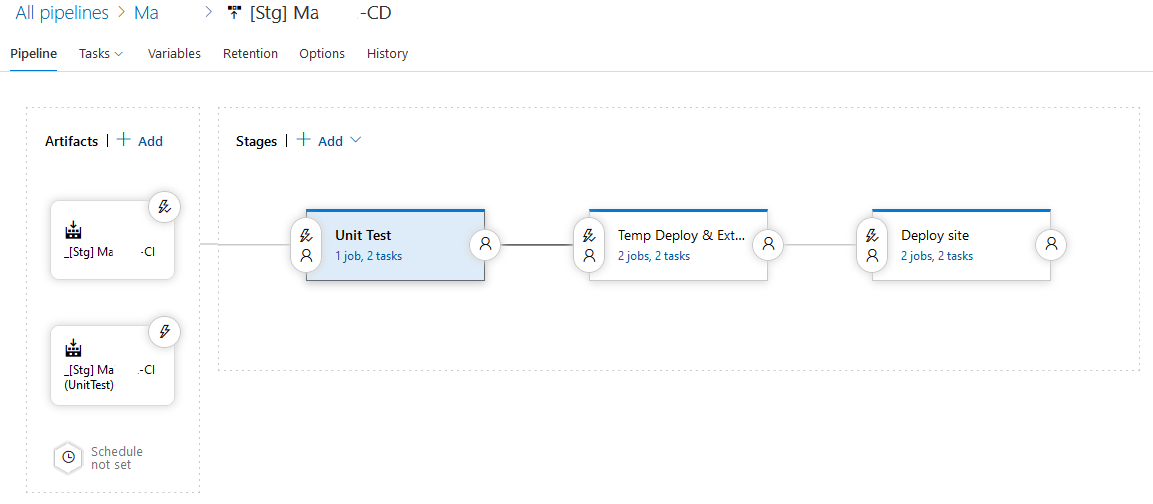 All pipelines > Ma > [Stg] Ma -CD
Pipeline Tasks Variables Retention Options History
Artifacts | + Add
Stages | + Add
_[Stg] Ma -CI
Unit Test
1 job, 2 tasks
Temp Deploy & Ext...
2 jobs, 2 tasks
Deploy site
2 jobs, 2 tasks
_[Stg] Ma -CI
(UnitTest)
Schedule
not set